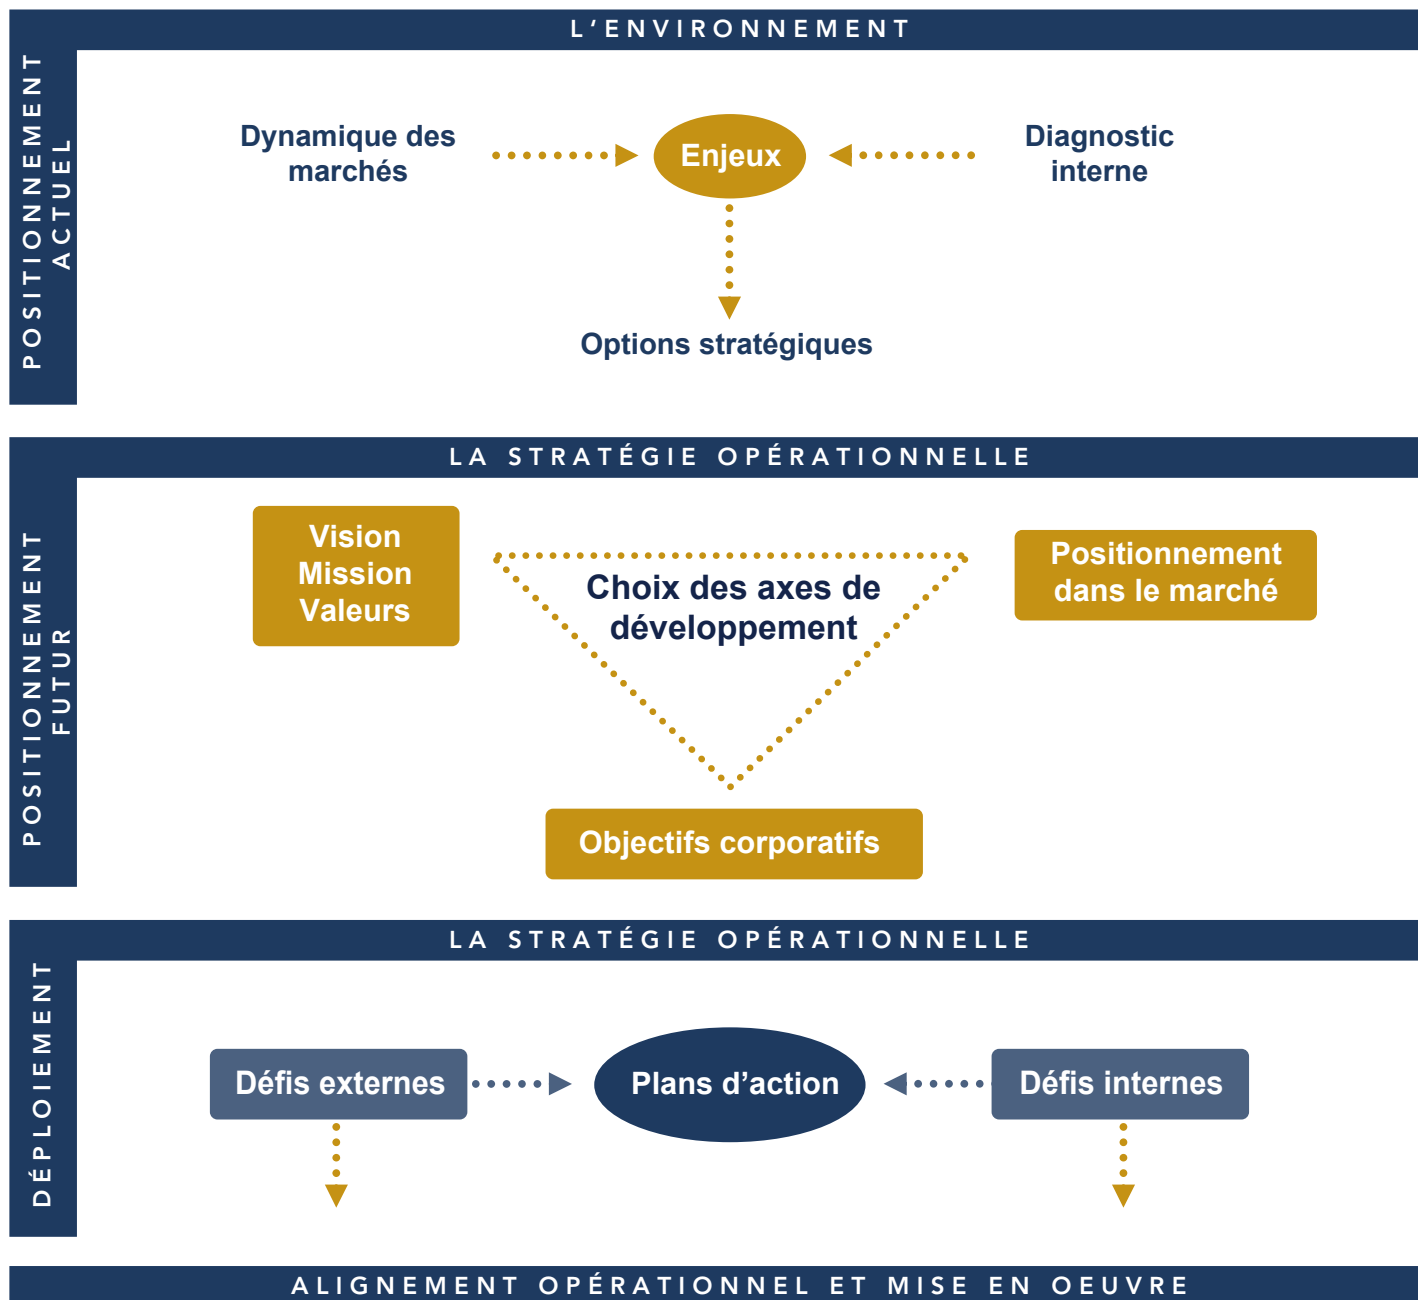 L'ENVIRONNEMENT
POSITIONNEMENT
ACTUEL
Dynamique des
marchés
Enjeux
Diagnostic
interne
Options stratégiques
LA STRATÉGIE OPÉRATIONNELLE
POSITIONNEMENT
FUTUR
Vision
Mission
Valeurs
Choix des axes de
développement
Positionnement
dans le marché
Objectifs corporatifs
LA STRATÉGIE OPÉRATIONNELLE
DÉPLOIEMENT
Défis externes
Plans d’action
Défis internes
ALIGNEMENT OPÉRATIONNEL ET MISE EN OEUVRE